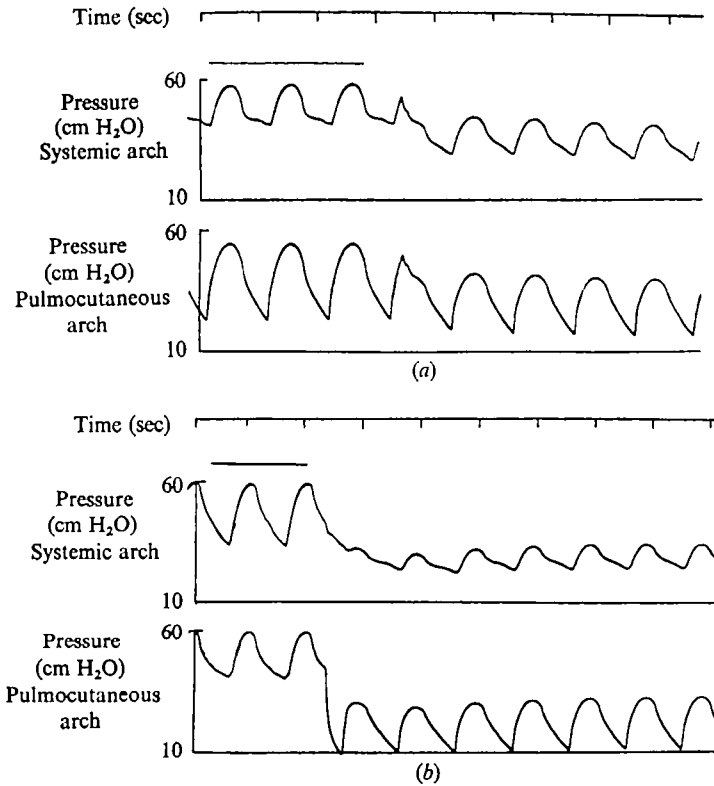 Time (sec)
60
Pressure
(cm H₂O)
Systemic arch
10
60
Pressure
(cm H₂O)
Pulmocutaneous
arch
10
(a)
Time (sec)
60
Pressure
(cm H₂O)
Systemic arch
10
60
Pressure
(cm H₂O)
Pulmocutaneous
arch
10
(b)